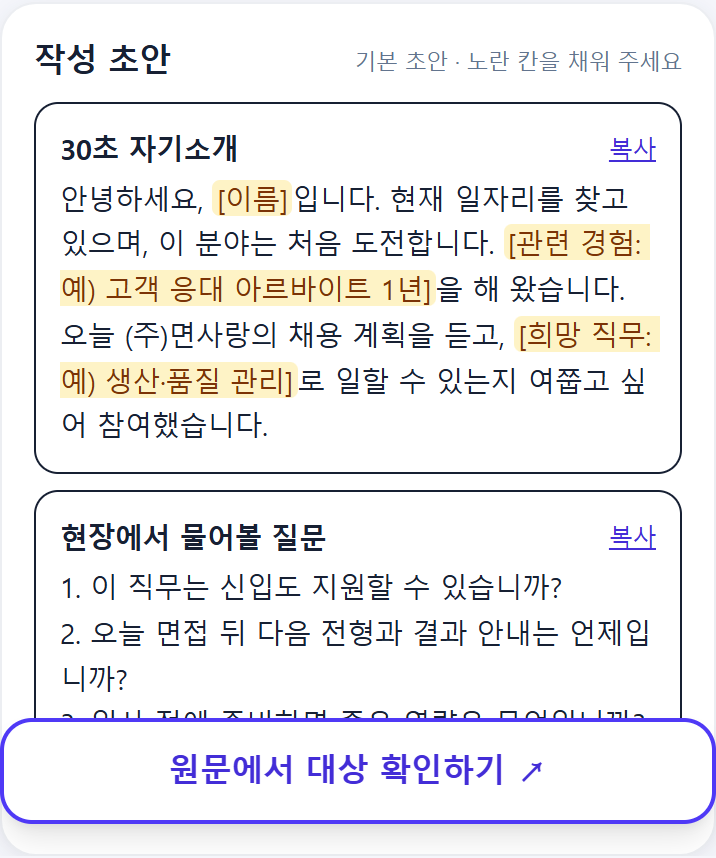 작성 초안
기본 초안 · 노란 칸을 채워 주세요
30초 자기소개
복사
안녕하세요, [이름]입니다. 현재 일자리를 찾고
있으며, 이 분야는 처음 도전합니다. [관련 경험:
예) 고객 응대 아르바이트 1년]을 해 왔습니다.
오늘 (주)면사랑의 채용 계획을 듣고, [희망 직무:
예) 생산·품질 관리]로 일할 수 있는지 여쭙고 싶
어 참여했습니다.
현장에서 물어볼 질문
복사
1. 이 직무는 신입도 지원할 수 있습니까?
2. 오늘 면접 뒤 다음 전형과 결과 안내는 언제입
니까?
원문에서 대상 확인하기 ↗